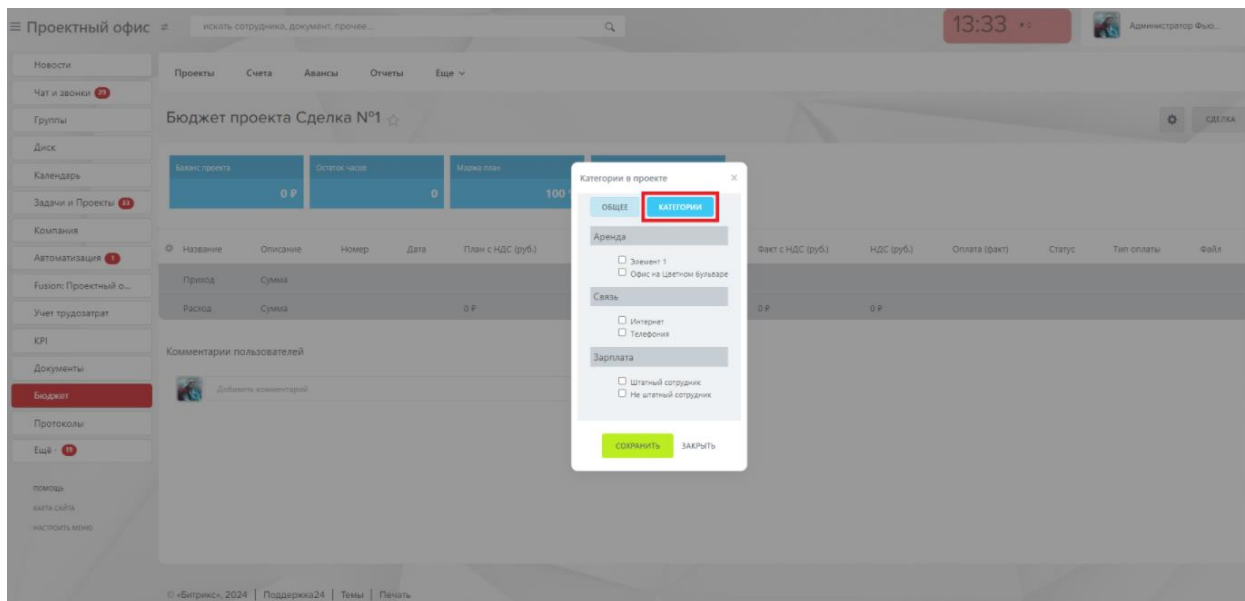 Проектный офис
искать сотрудника, документ, прочее...
13:33
Администратор Фью...
Новости
Чат и звонки 29
Группы
Диск
Календарь
Задачи и Проекты 33
Компания
Автоматизация 1
Fusion: Проектный о...
Учет трудозатрат
KPI
Документы
Бюджет
Протоколы
Ещё · 11
ПОМОЩЬ
КАРТА САЙТА
НАСТРОИТЬ МЕНЮ
Проекты Счета Авансы Отчеты Еще
Бюджет проекта Сделка №1
СДЕЛКА
Баланс проекта Остаток часов Маржа план
0 ₽ 0 100
Название Описание Номер Дата План с НДС (руб.) Факт с НДС (руб.) НДС (руб.) Оплата (факт) Статус Тип оплаты Файл
Приход Сумма
Расход Сумма 0 ₽ 0 ₽ 0 ₽
Комментарии пользователей
Добавить комментарий
Категории в проекте
ОБЩЕЕ КАТЕГОРИИ
Аренда
Элемент 1
Офис на Цветном бульваре
Связь
Интернет
Телефония
Зарплата
Штатный сотрудник
Не штатный сотрудник
СОХРАНИТЬ ЗАКРЫТЬ
© «Битрикс», 2024 | Поддержка24 | Темы | Печать